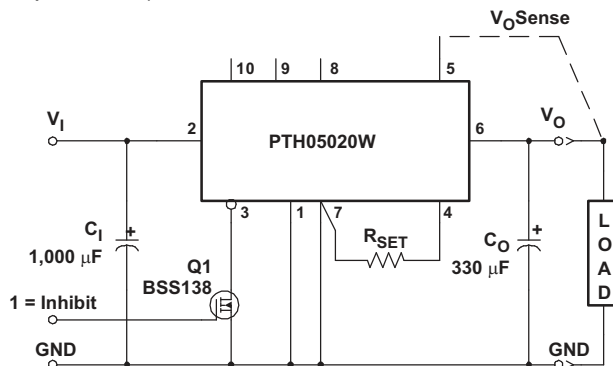 VOSense
10 9 8 5
VI
2
PTH05020W
6
VO
3 1 7 4
CI
+
1,000 μF
RSET
CO
+
330 μF
L
O
A
D
Q1
BSS138
1 = Inhibit
GND
GND